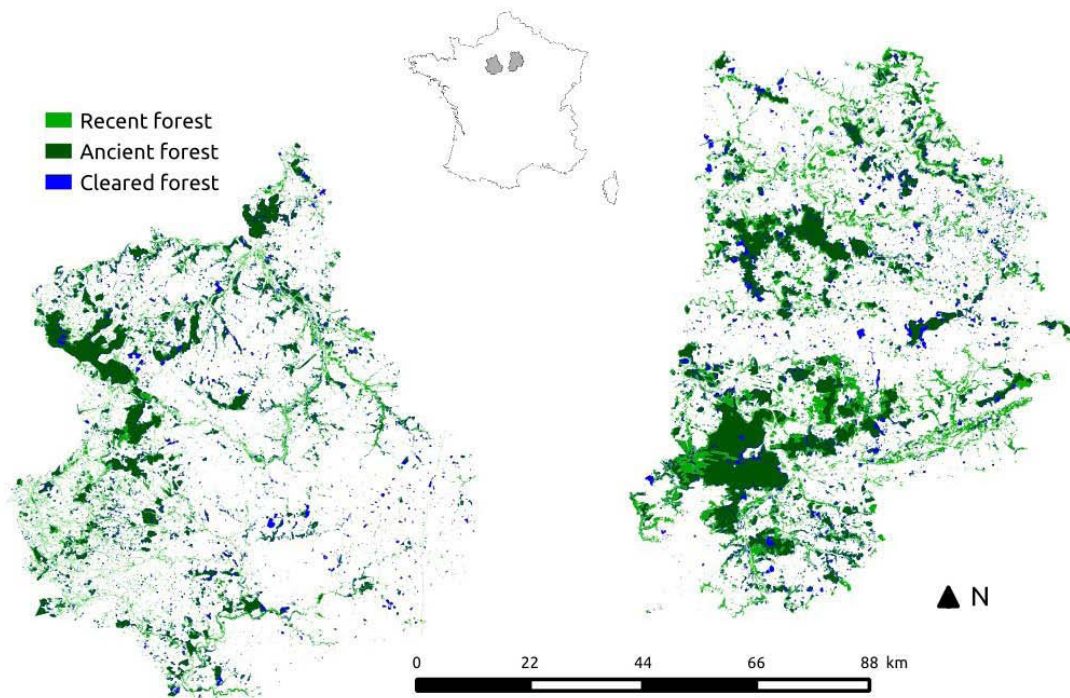 Recent forest
Ancient forest
Cleared forest
N
0 22 44 66 88 km